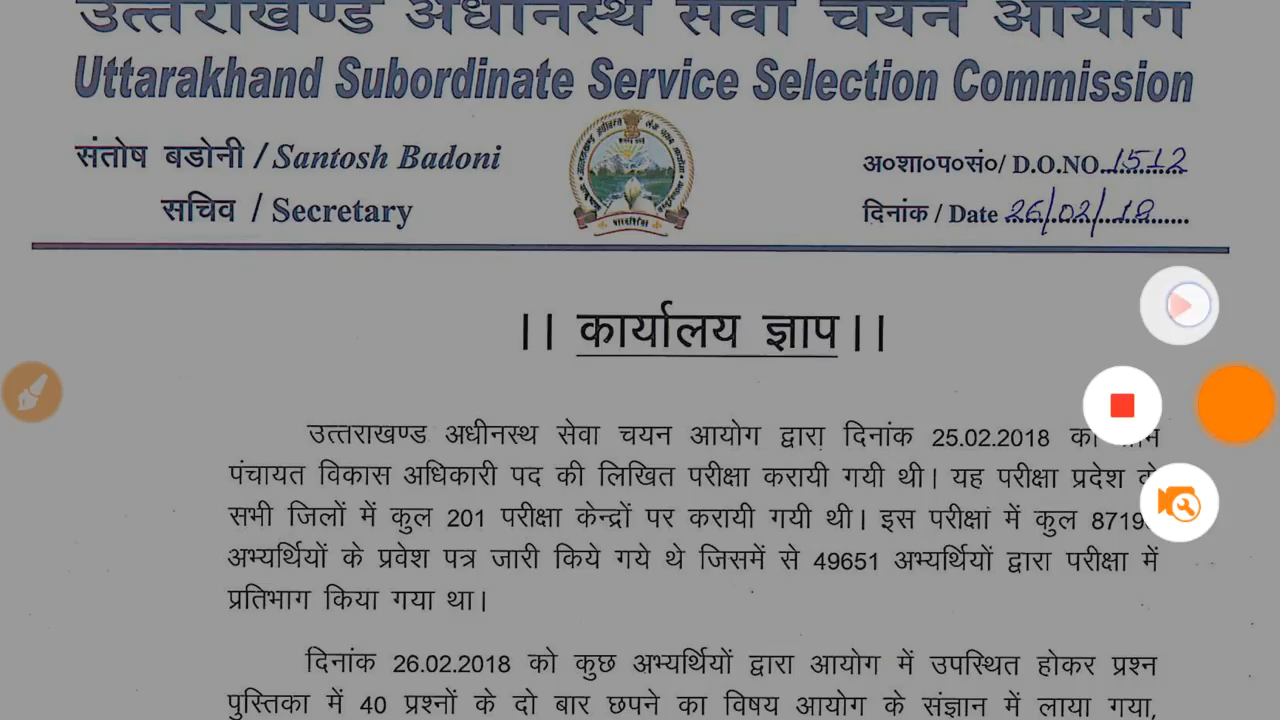 उत्तराखण्ड अधीनस्थ सेवा चयन आयोग
Uttarakhand Subordinate Service Selection Commission
संतोष बडोनी / Santosh Badoni
सचिव / Secretary
अ०शा०प०सं०/ D.O.NO. 1512
दिनांक / Date 26/02/18
।। कार्यालय ज्ञाप ।।
उत्तराखण्ड अधीनस्थ सेवा चयन आयोग द्वारा दिनांक 25.02.2018 को
पंचायत विकास अधिकारी पद की लिखित परीक्षा करायी गयी थी। यह परीक्षा प्रदेश
सभी जिलों में कुल 201 परीक्षा केन्द्रों पर करायी गयी थी। इस परीक्षा में कुल
अभ्यर्थियों के प्रवेश पत्र जारी किये गये थे जिसमें से 49651 अभ्यर्थियों द्वारा परीक्षा में
प्रतिभाग किया गया था।
दिनांक 26.02.2018 को कुछ अभ्यर्थियों द्वारा आयोग में उपस्थित होकर प्रश्न
पुस्तिका में 40 प्रश्नों के दो बार छपने का विषय आयोग के संज्ञान में लाया गया,